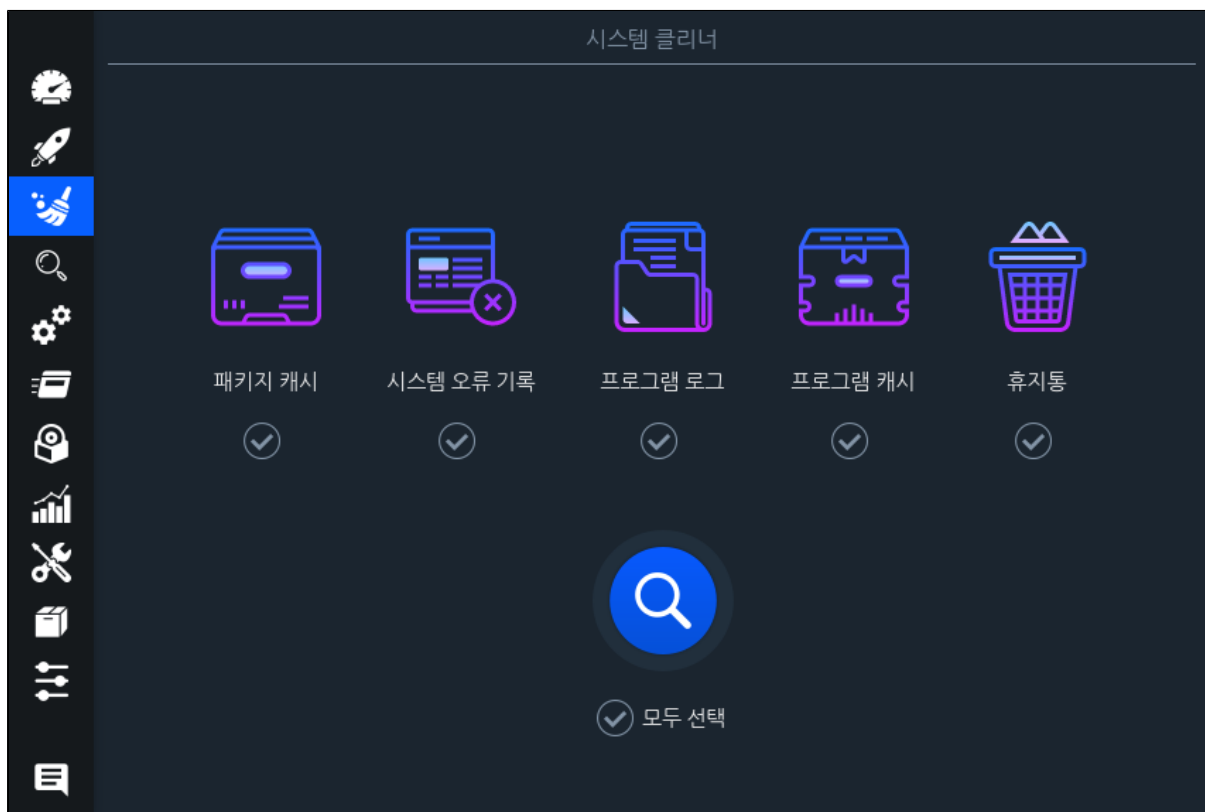 시스템 클리너
패키지 캐시
시스템 오류 기록
프로그램 로그
프로그램 캐시
휴지통
모두 선택